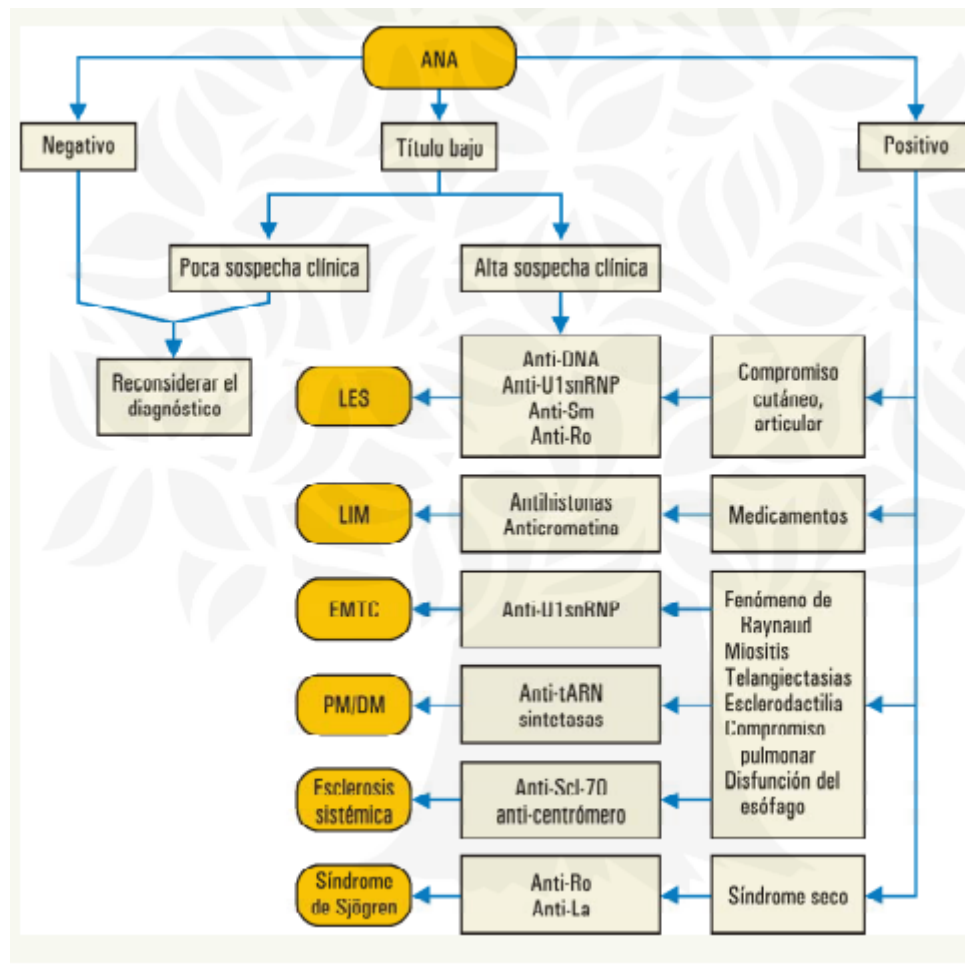 ANA
Negativo
Título bajo
Positivo
Poca sospecha clínica
Alta sospecha clínica
Reconsiderar el
diagnóstico
LES
Anti-DNA
Anti-U1snRNP
Anti-Sm
Anti-Ro
Compromiso
cutáneo,
articular
LIM
Antihistonas
Anticromatina
Medicamentos
EMTC
Anti-U1snRNP
Fenómeno de
Raynaud
Miositis
Telangiectasias
Esclerodactilia
Compromiso
pulmonar
Disfunción del
esófago
PM/DM
Anti-tARN
sintetasas
Esclerosis
sistémica
Anti-Scl-70
anti-centrómero
Síndrome
de Sjögren
Anti-Ro
Anti-La
Síndrome seco